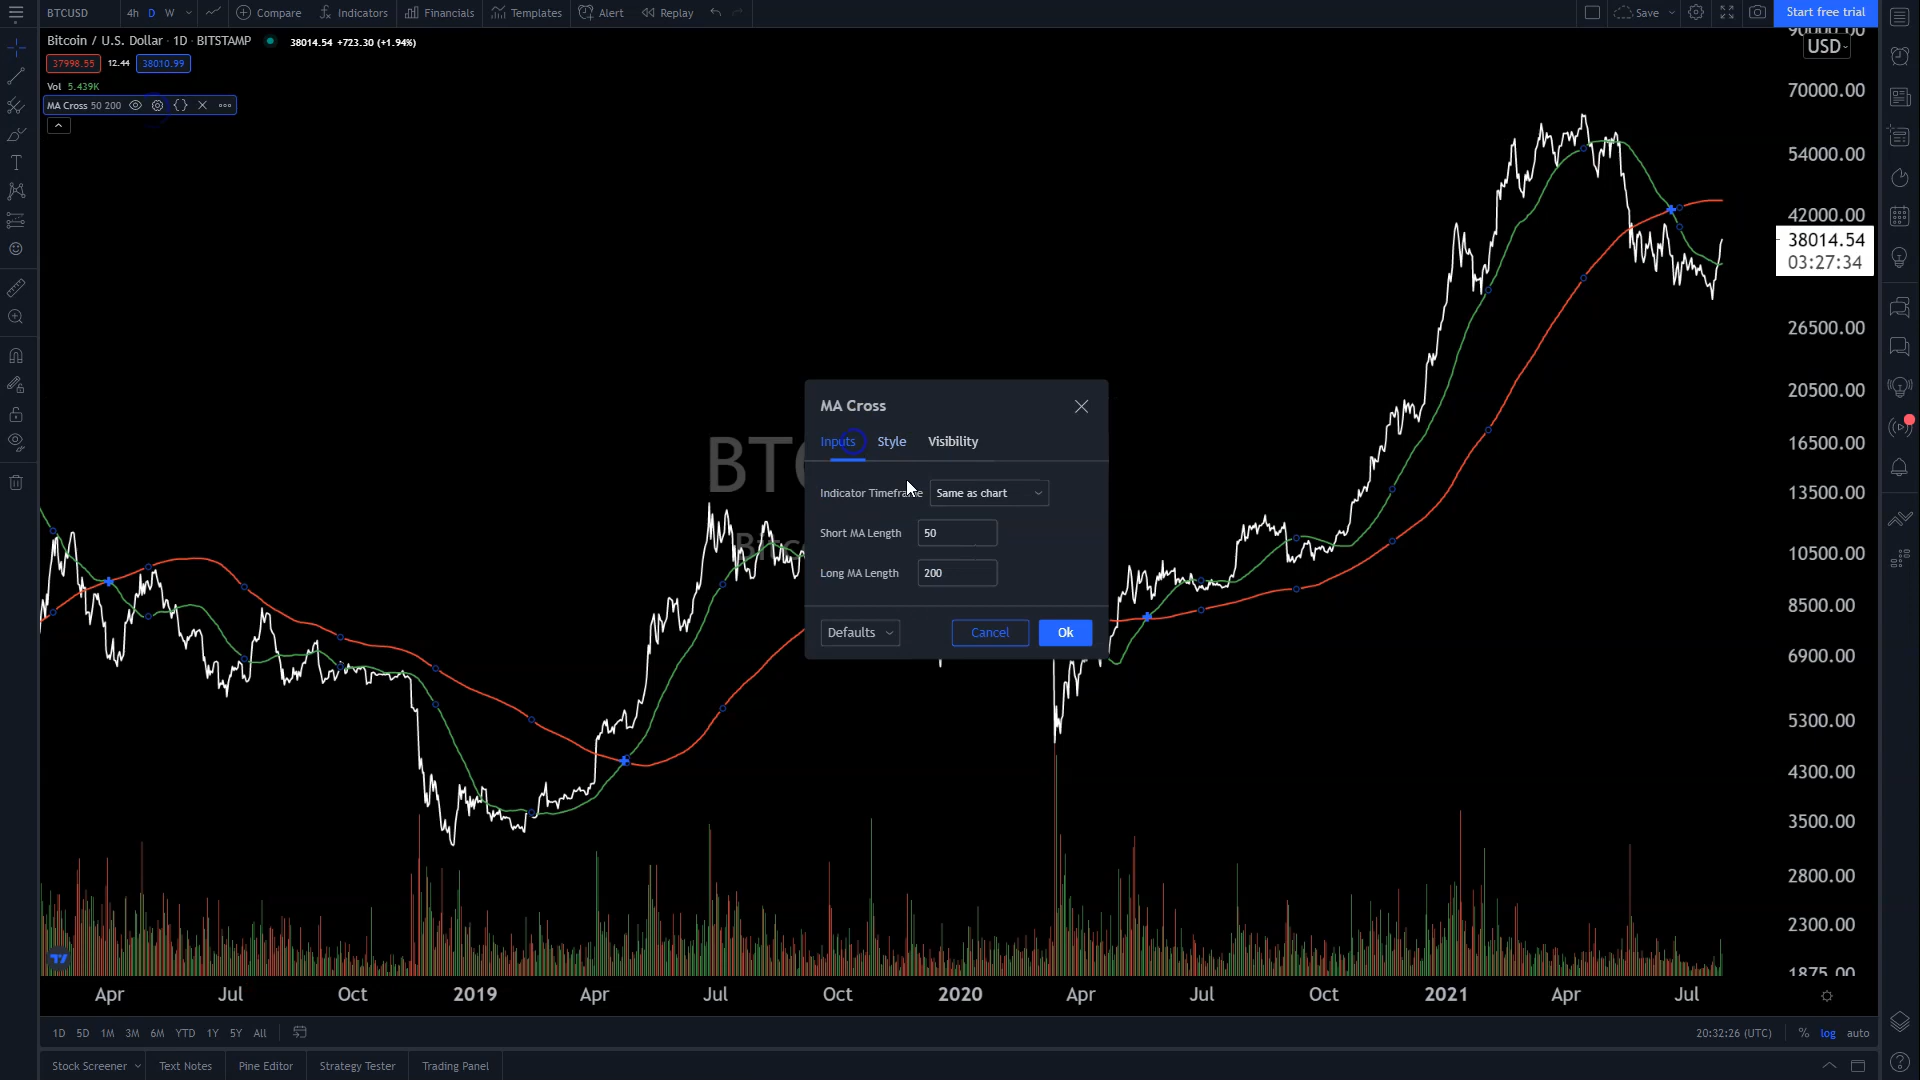 BTCUSD 4h D W Compare Indicators Financials Templates Alert Replay Save Start free trial
Bitcoin / U.S. Dollar · 1D · BITSTAMP 38014.54 +723.30 (+1.94%)
37998.55 12.44 38010.99
Vol 5.439K
MA Cross 50 200
90000.00
USD
70000.00
54000.00
42000.00
38014.54
03:27:34
26500.00
20500.00
16500.00
13500.00
10500.00
8500.00
6900.00
5300.00
4300.00
3500.00
2800.00
2300.00
1875.00
BTC
Bitc
MA Cross
Inputs Style Visibility
Indicator Timeframe Same as chart
Short MA Length 50
Long MA Length 200
Defaults Cancel Ok
Apr Jul Oct 2019 Apr Jul Oct 2020 Apr Jul Oct 2021 Apr Jul
1D 5D 1M 3M 6M YTD 1Y 5Y All 20:32:26 (UTC) % log auto
Stock Screener Text Notes Pine Editor Strategy Tester Trading Panel